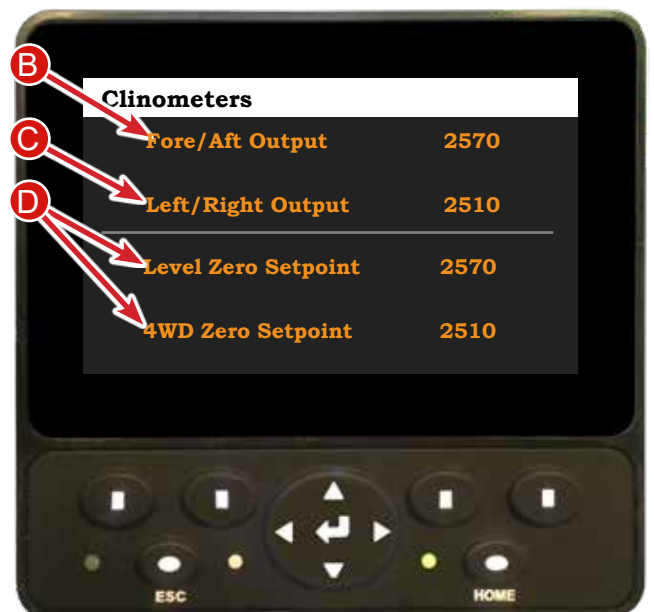 B
Clinometers
Fore/Aft Output 2570
C
Left/Right Output 2510
D
Level Zero Setpoint 2570
4WD Zero Setpoint 2510
ESC
HOME